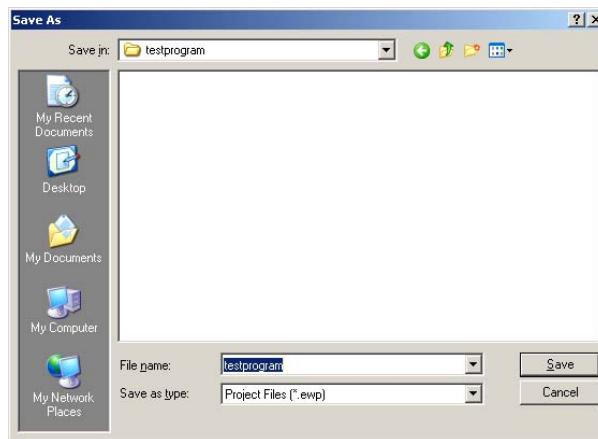 Save As
Save in:
testprogram
My Recent
Documents
Desktop
My Documents
My Computer
My Network
Places
File name:
testprogram
Save
Save as type:
Project Files (*.ewp)
Cancel